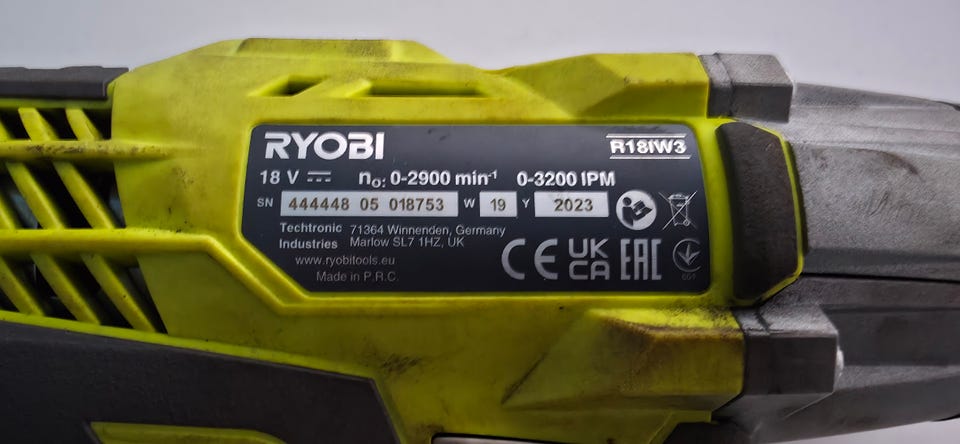 RYOBI R18IW3
18 V n₀: 0-2900 min⁻¹ 0-3200 IPM
SN 444448 05 018753 W 19 Y 2023
Techtronic 71364 Winnenden, Germany
Industries Marlow SL7 1HZ, UK
www.ryobitools.eu
Made in P.R.C.
CE UK CA EAC